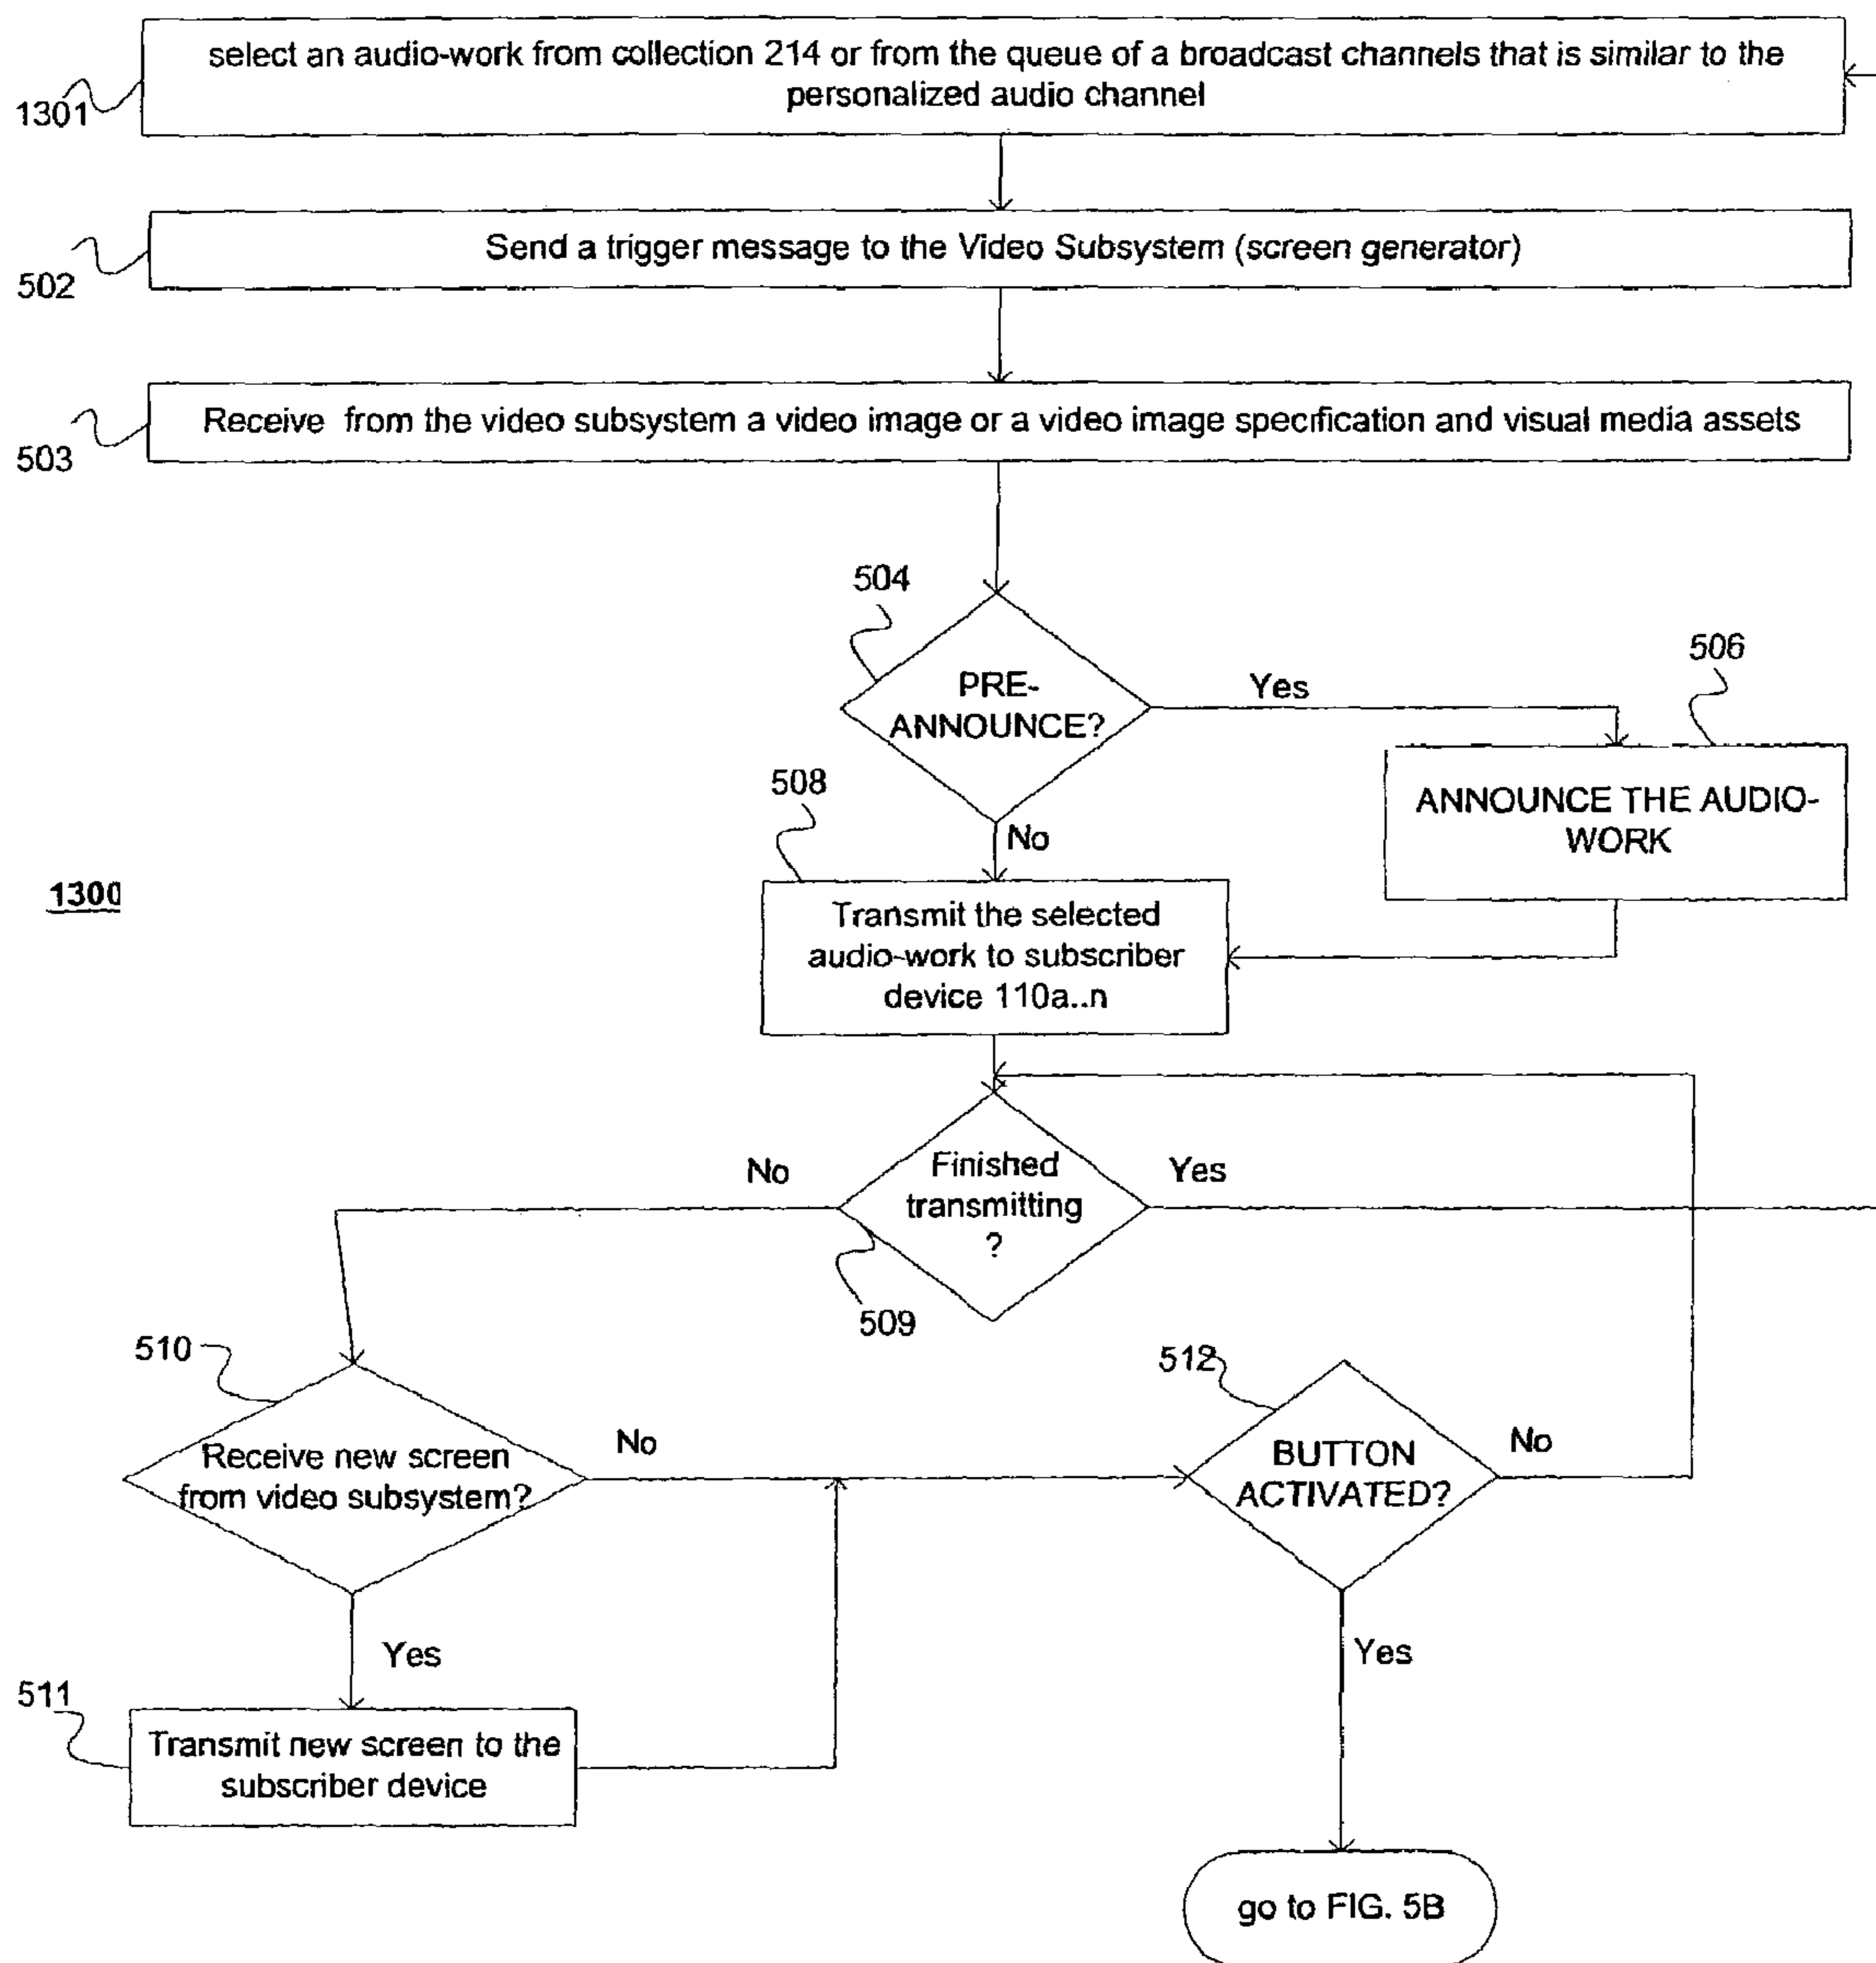 select an audio-work from collection 214 or from the queue of a broadcast channels that is similar to the
personalized audio channel
1301
Send a trigger message to the Video Subsystem (screen generator)
502
Receive from the video subsystem a video image or a video image specification and visual media assets
503
504
PRE-
ANNOUNCE?
Yes
506
ANNOUNCE THE AUDIO-
WORK
No
508
Transmit the selected
audio-work to subscriber
device 110a..n
1300
Finished
transmitting
?
No
Yes
509
510
Receive new screen
from video subsystem?
No
Yes
511
Transmit new screen to the
subscriber device
512
BUTTON
ACTIVATED?
No
Yes
go to FIG. 5B